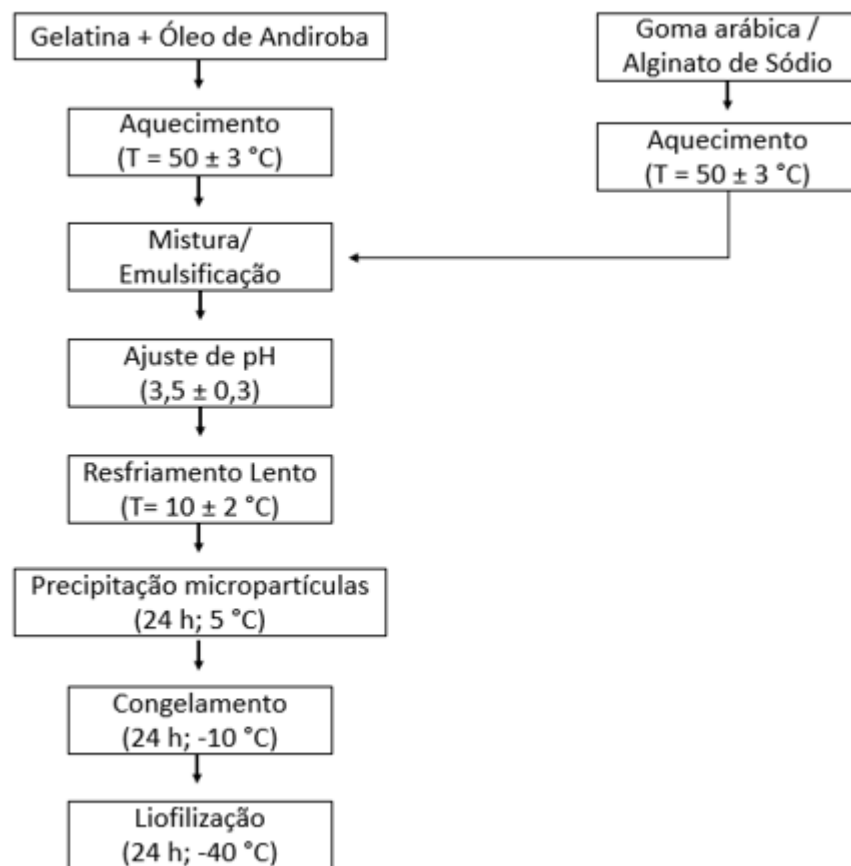 Gelatina + Óleo de Andiroba
Aquecimento
(T = 50 ± 3 °C)
Goma arábica /
Alginato de Sódio
Aquecimento
(T = 50 ± 3 °C)
Mistura/
Emulsificação
Ajuste de pH
(3,5 ± 0,3)
Resfriamento Lento
(T= 10 ± 2 °C)
Precipitação micropartículas
(24 h; 5 °C)
Congelamento
(24 h; -10 °C)
Liofilização
(24 h; -40 °C)